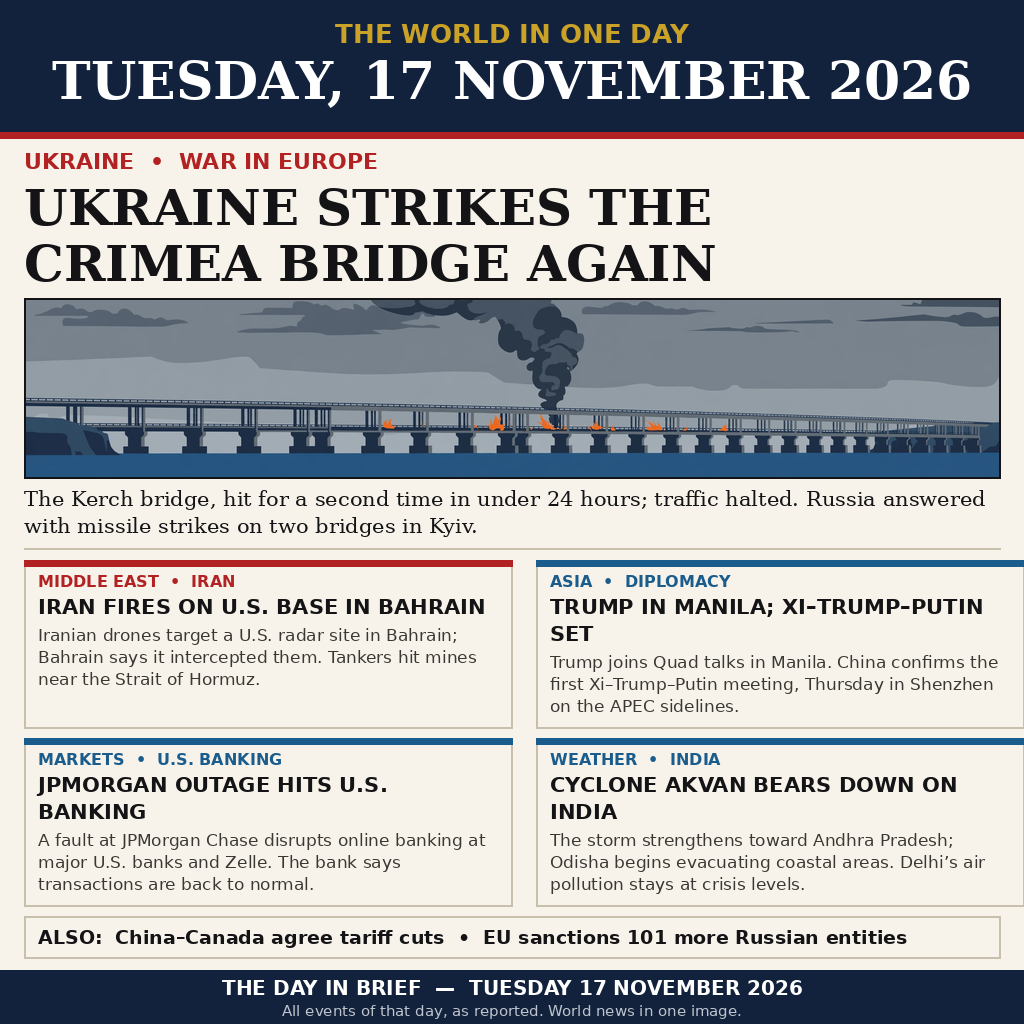 THE WORLD IN ONE DAY
TUESDAY, 17 NOVEMBER 2026
UKRAINE • WAR IN EUROPE
UKRAINE STRIKES THE
CRIMEA BRIDGE AGAIN
The Kerch bridge, hit for a second time in under 24 hours; traffic halted. Russia answered
with missile strikes on two bridges in Kyiv.
MIDDLE EAST • IRAN
IRAN FIRES ON U.S. BASE IN BAHRAIN
Iranian drones target a U.S. radar site in Bahrain;
Bahrain says it intercepted them. Tankers hit mines
near the Strait of Hormuz.
ASIA • DIPLOMACY
TRUMP IN MANILA; XI–TRUMP–PUTIN
SET
Trump joins Quad talks in Manila. China confirms the
first Xi–Trump–Putin meeting, Thursday in Shenzhen
on the APEC sidelines.
MARKETS • U.S. BANKING
JPMORGAN OUTAGE HITS U.S.
BANKING
A fault at JPMorgan Chase disrupts online banking at
major U.S. banks and Zelle. The bank says
transactions are back to normal.
WEATHER • INDIA
CYCLONE AKVAN BEARS DOWN ON
INDIA
The storm strengthens toward Andhra Pradesh;
Odisha begins evacuating coastal areas. Delhi’s air
pollution stays at crisis levels.
ALSO: China–Canada agree tariff cuts • EU sanctions 101 more Russian entities
THE DAY IN BRIEF — TUESDAY 17 NOVEMBER 2026
All events of that day, as reported. World news in one image.